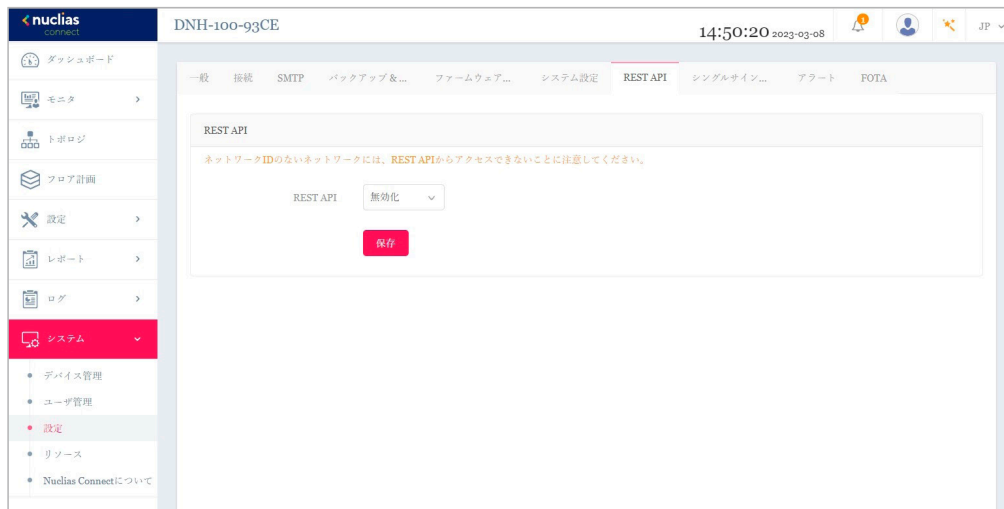 nuclias
connect
DNH-100-93CE
14:50:20 2023-03-08
1
JP
ダッシュボード
モニタ
トポロジ
フロア計画
設定
レポート
ログ
システム
デバイス管理
ユーザ管理
設定
リソース
Nuclias Connectについて
一般 接続 SMTP バックアップ&... ファームウェア... システム設定 REST API シングルサイン... アラート FOTA
REST API
ネットワークIDのないネットワークには、REST APIからアクセスできないことに注意してください。
REST API 無効化
保存